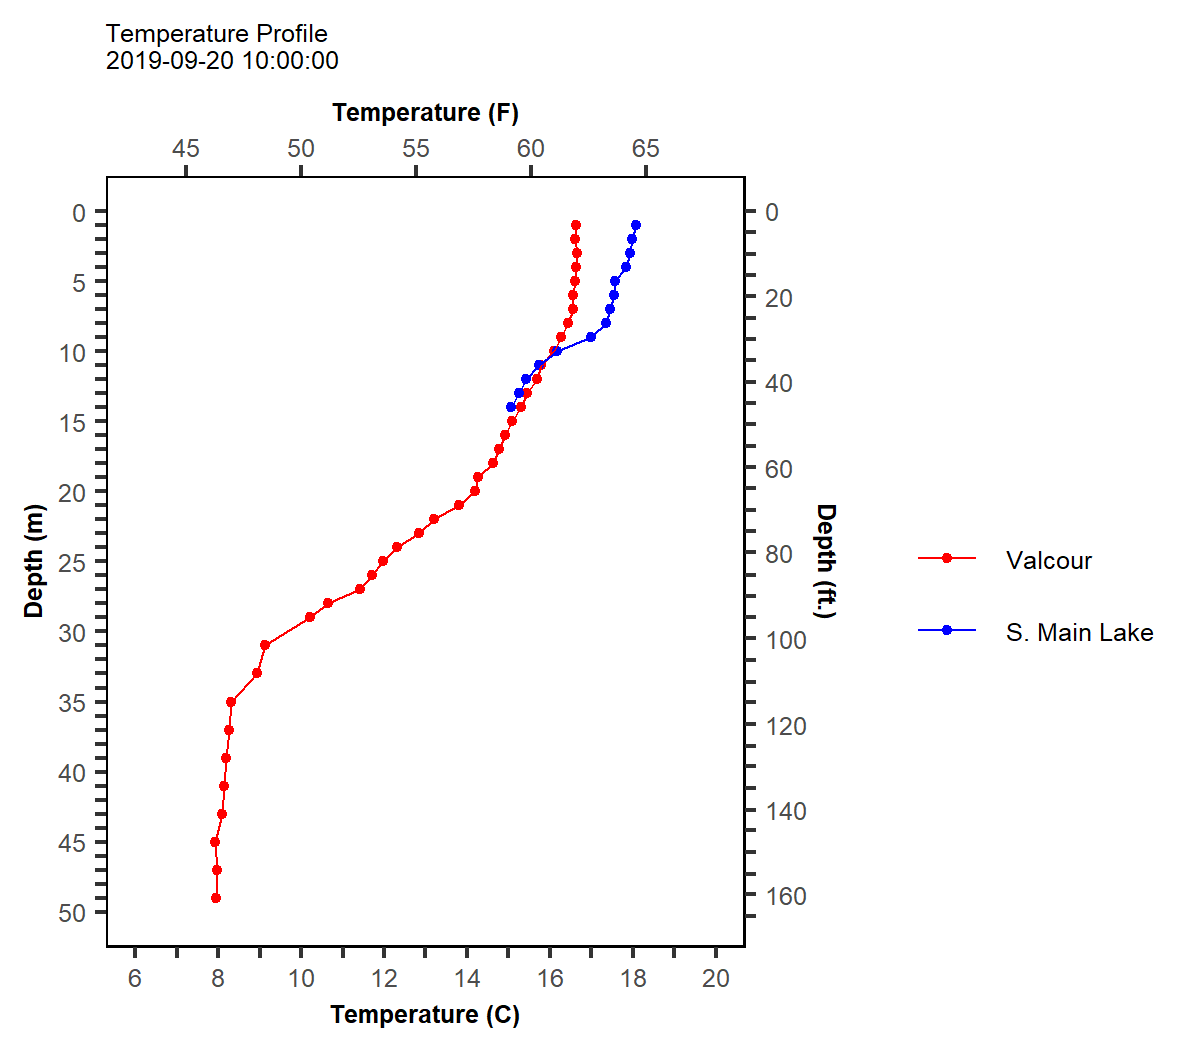 Temperature Profile
2019-09-20 10:00:00
Temperature (F)
45 50 55 60 65
0 0
5
20
10
40
15
60
20
Depth (m)
Depth (ft.)
25
80
30
100
35
120
40
140
45
160
50
6 8 10 12 14 16 18 20
Temperature (C)
Valcour
S. Main Lake